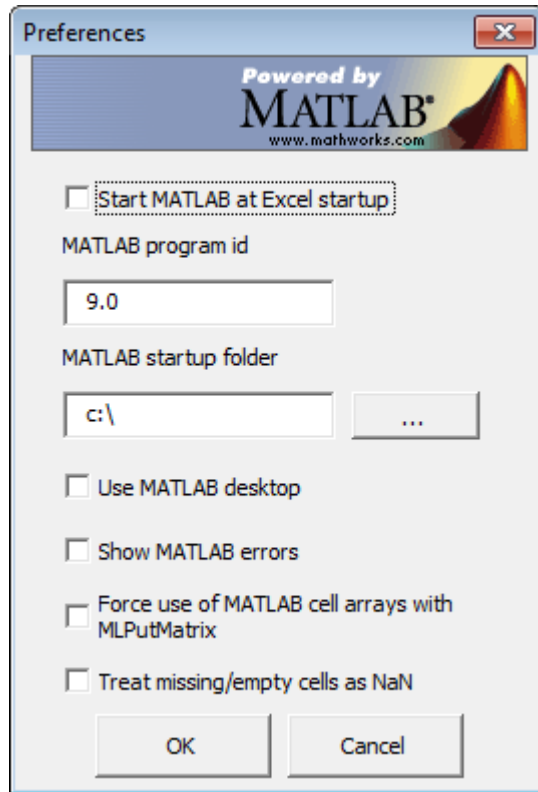 Preferences
Powered by
MATLAB®
www.mathworks.com
Start MATLAB at Excel startup
MATLAB program id
9.0
MATLAB startup folder
c:\
...
Use MATLAB desktop
Show MATLAB errors
Force use of MATLAB cell arrays with
MLPutMatrix
Treat missing/empty cells as NaN
OK Cancel